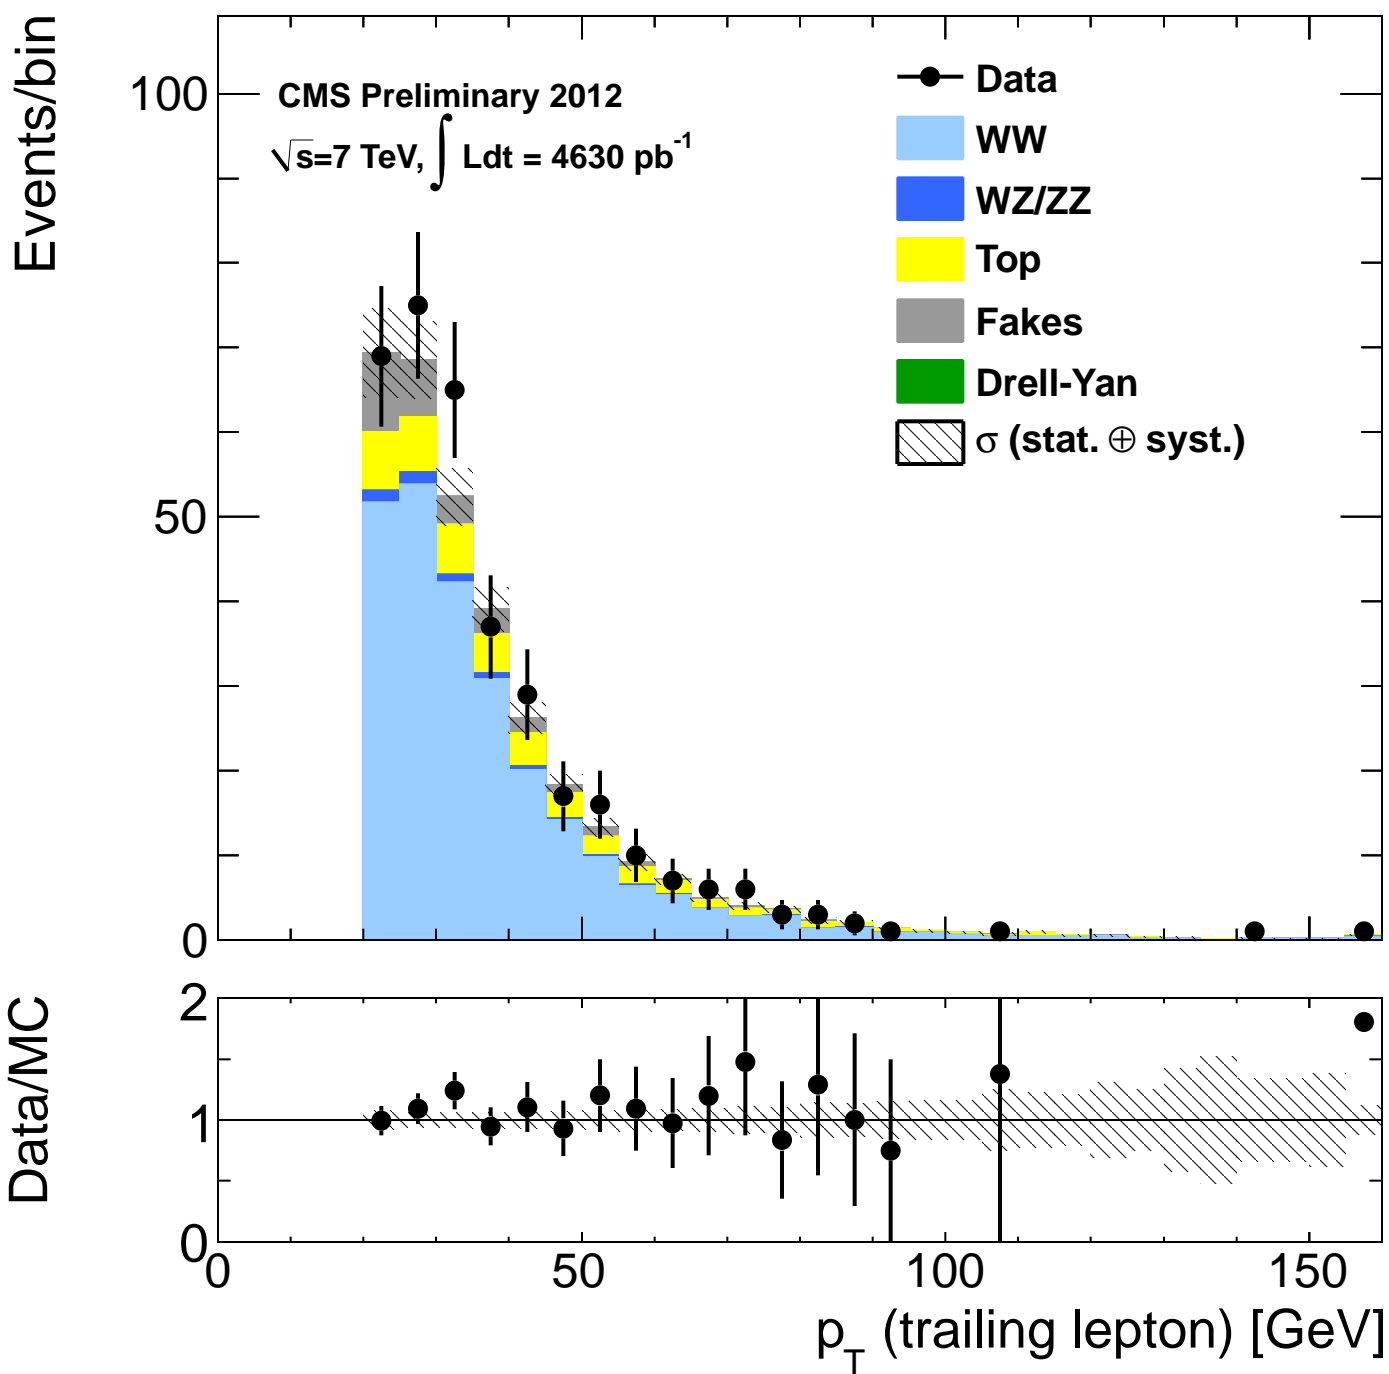 Events/bin
100
50
0
CMS Preliminary 2012
√s=7 TeV, ∫ Ldt = 4630 pb⁻¹
Data
WW
WZ/ZZ
Top
Fakes
Drell-Yan
σ (stat. ⊕ syst.)
Data/MC
2
1
0
0 50 100 150
p_T (trailing lepton) [GeV]